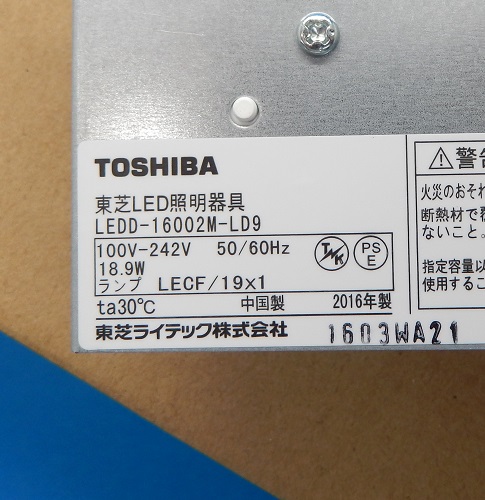 TOSHIBA
東芝LED照明器具
LEDD-16002M-LD9
100V-242V 50/60Hz
18.9W
ランプ LECF/19x1
PS
E
ta30℃ 中国製 2016年製
東芝ライテック株式会社 1603WA21
警告
火災のおそれ
断熱材で
ないこと。
指定容量以
使用するこ